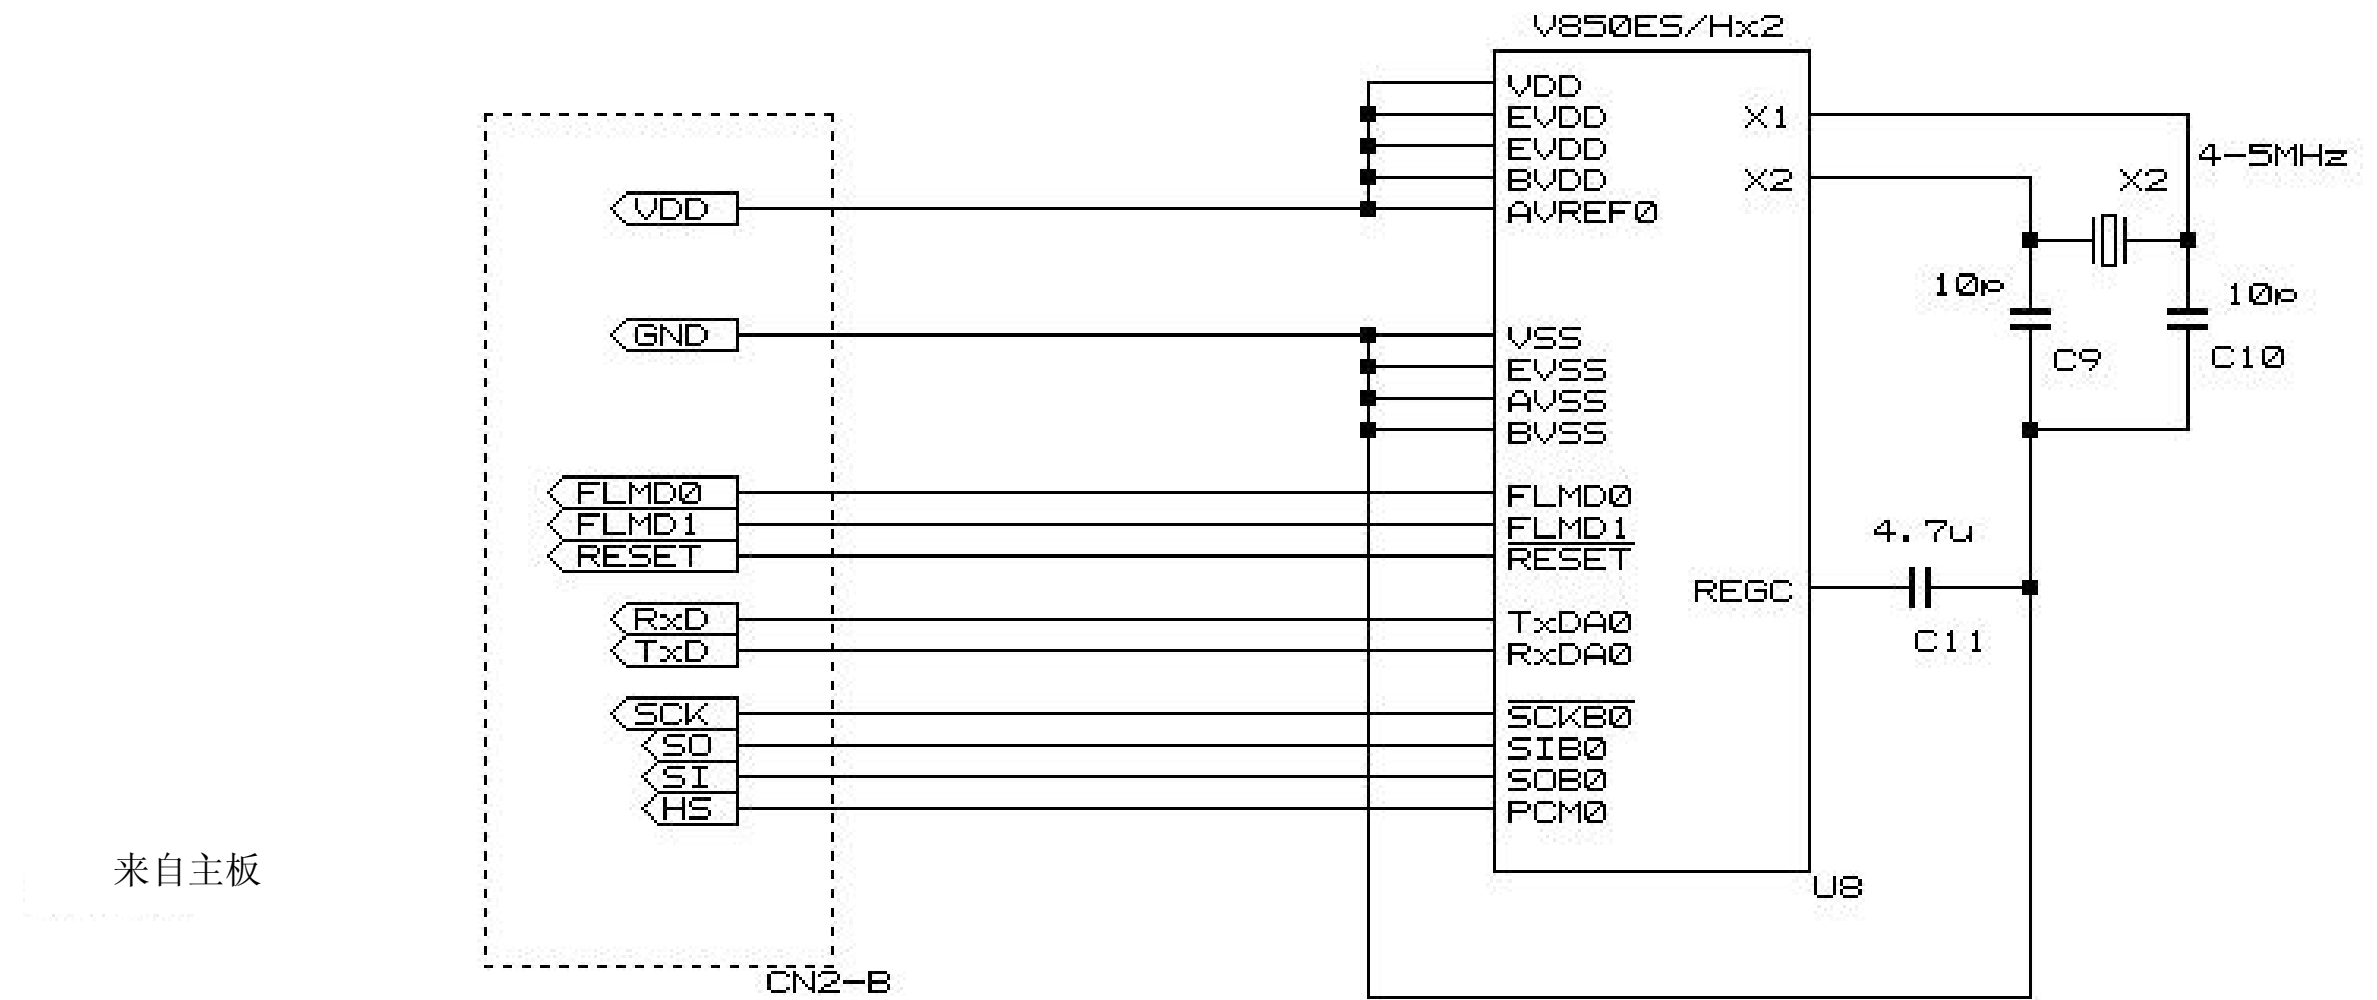 V850ES/Hx2
VDD
EVDD
EVDD
BVDD
AVREF0
VSS
EVSS
AVSS
BVSS
FLMD0
FLMD1
RESET
TxDA0
RxDA0
SCKB0
SIB0
SOB0
PCM0
X1
X2
REGC
U8
VDD
GND
FLMD0
FLMD1
RESET
RxD
TxD
SCK
SO
SI
HS
CN2-B
来自主板
4-5MHz
X2
10p
C9
10p
C10
4.7u
C11